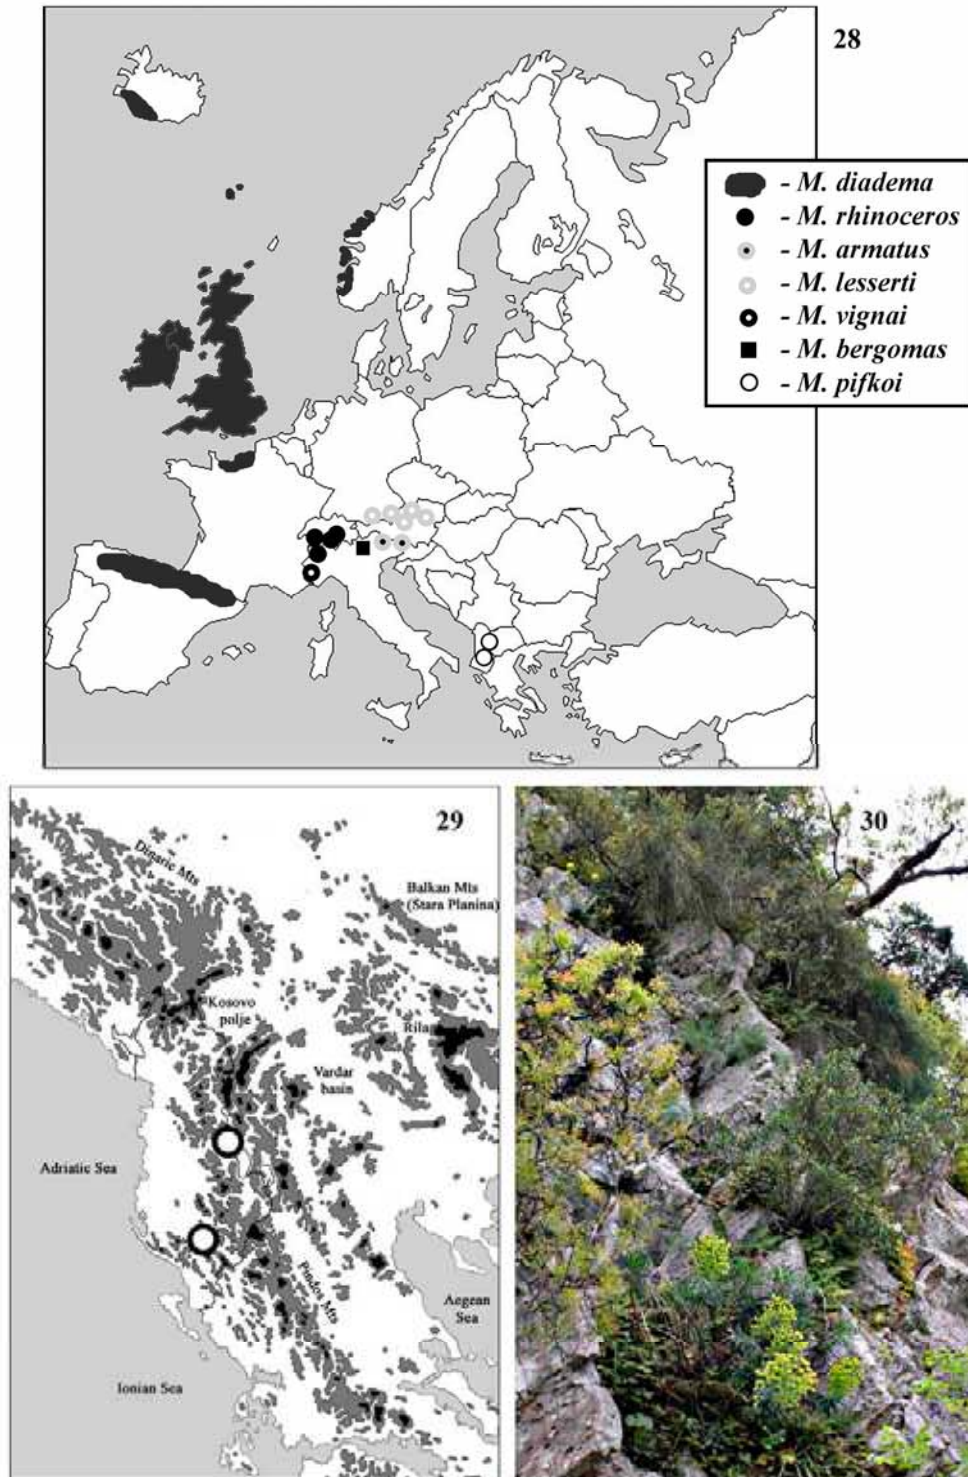 28
- M. diadema
- M. rhinoceros
- M. armatus
- M. lesserti
- M. vignai
- M. bergomas
- M. pifkoi
29
Dinaric Mts
Balkan Mts
(Stara Planina)
Kosovo
polje
Rila
Vardar
basin
Adriatic Sea
Pindos Mts
Aegean
Sea
Ionian Sea
30